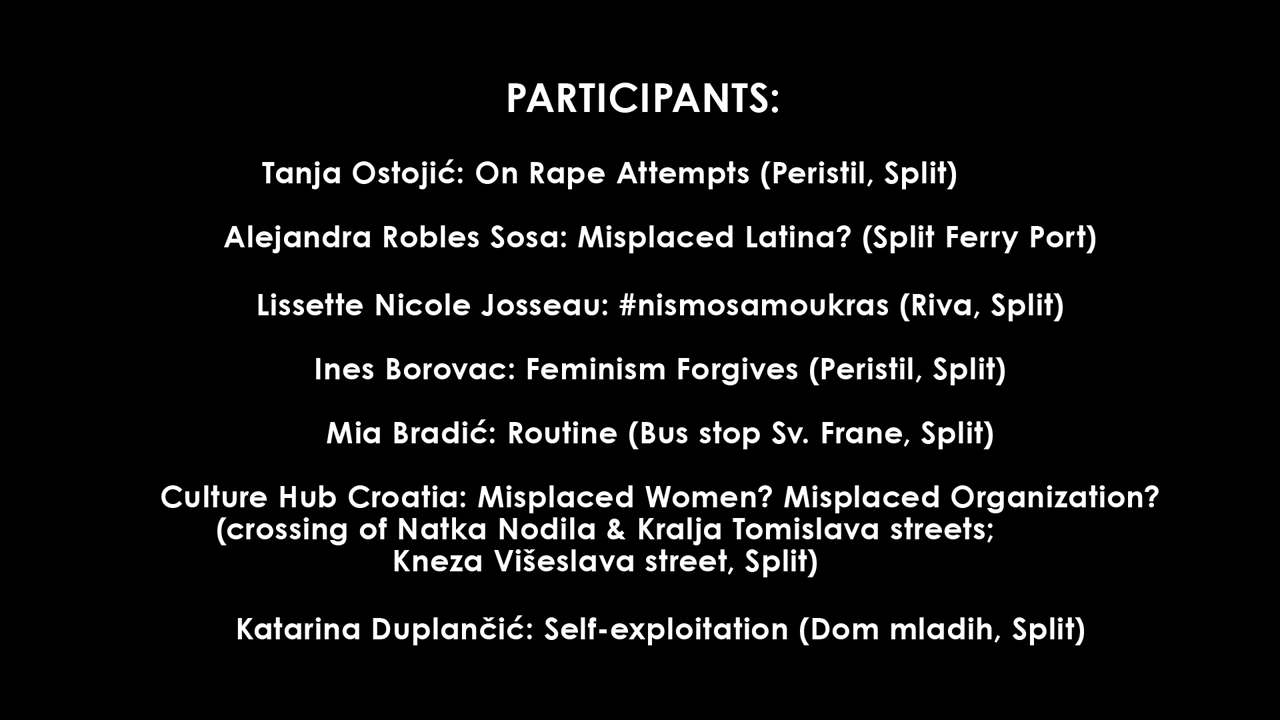 PARTICIPANTS:
Tanja Ostojić: On Rape Attempts (Peristil, Split)
Alejandra Robles Sosa: Misplaced Latina? (Split Ferry Port)
Lissette Nicole Josseau: #nismosamoukras (Riva, Split)
Ines Borovac: Feminism Forgives (Peristil, Split)
Mia Bradić: Routine (Bus stop Sv. Frane, Split)
Culture Hub Croatia: Misplaced Women? Misplaced Organization?
(crossing of Natka Nodila & Kralja Tomislava streets;
Kneza Višeslava street, Split)
Katarina Duplančić: Self-exploitation (Dom mladih, Split)